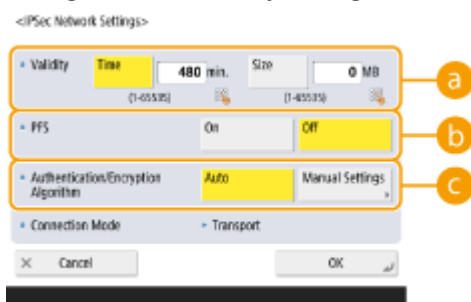 <IPSec Network Settings>
• Validity Time 480 min. Size 0 MB
(1-65535) (1-65535)
a
• PFS On Off
b
• Authentication/Encryption Algorithm Auto Manual Settings
c
• Connection Mode ▸ Transport
× Cancel OK